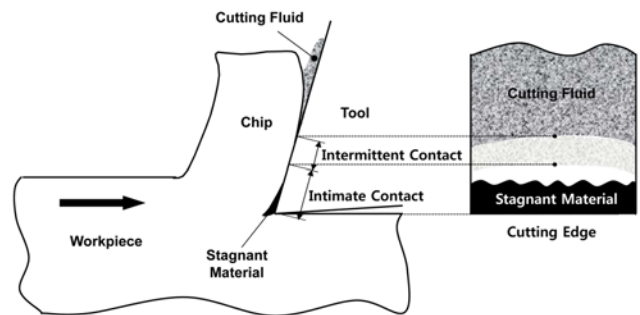 Cutting Fluid
Tool
Chip
Intermittent Contact
Intimate Contact
Workpiece
Stagnant
Material
Cutting Fluid
Stagnant Material
Cutting Edge